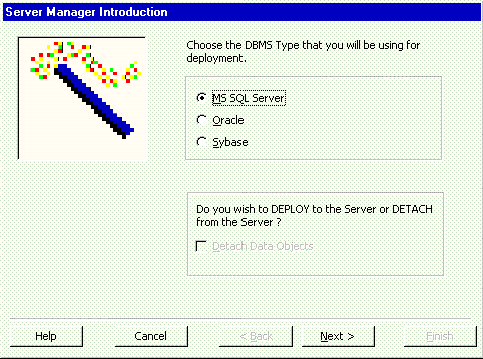 Server Manager Introduction
Choose the DBMS Type that you will be using for
deployment.
MS SQL Server
Oracle
Sybase
Do you wish to DEPLOY to the Server or DETACH
from the Server ?
Detach Data Objects
Help
Cancel
< Back
Next >
Finish